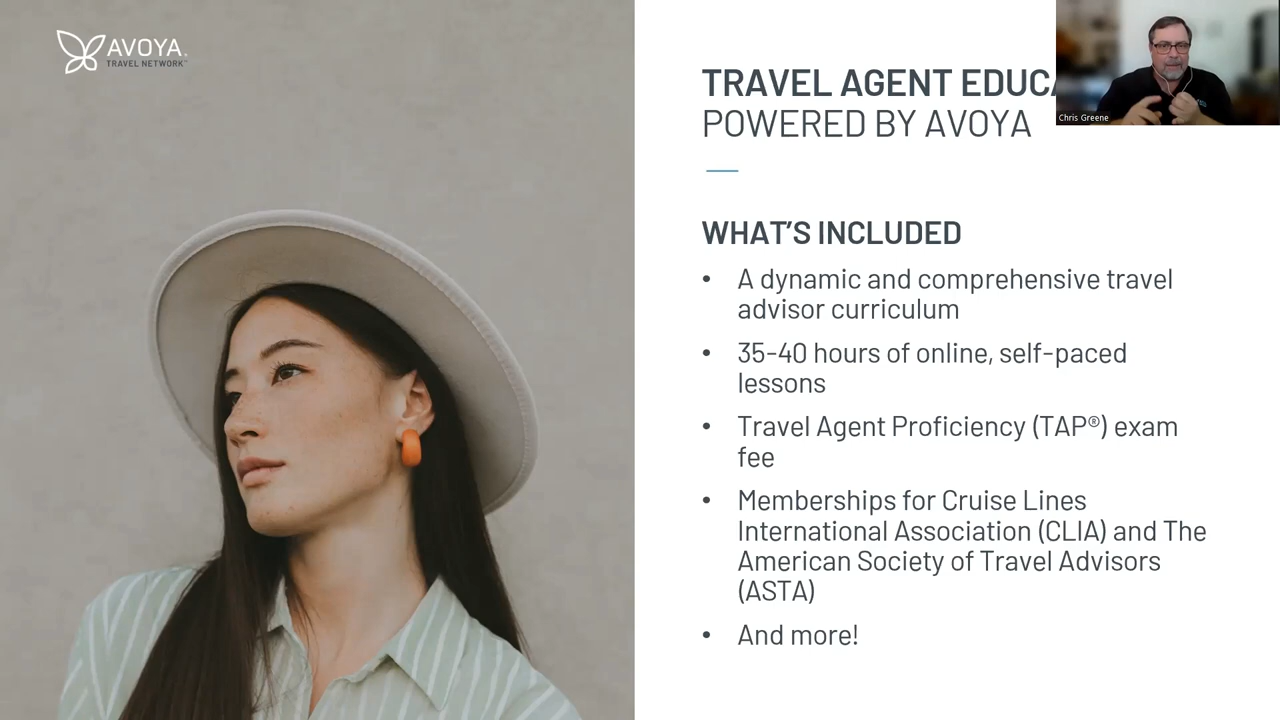 AVOYA
TRAVEL NETWORK™
TRAVEL AGENT
POWERED BY AVOYA
Chris Greene
WHAT'S INCLUDED
• A dynamic and comprehensive travel
advisor curriculum
• 35-40 hours of online, self-paced
lessons
• Travel Agent Proficiency (TAP®) exam
fee
• Memberships for Cruise Lines
International Association (CLIA) and The
American Society of Travel Advisors
(ASTA)
• And more!